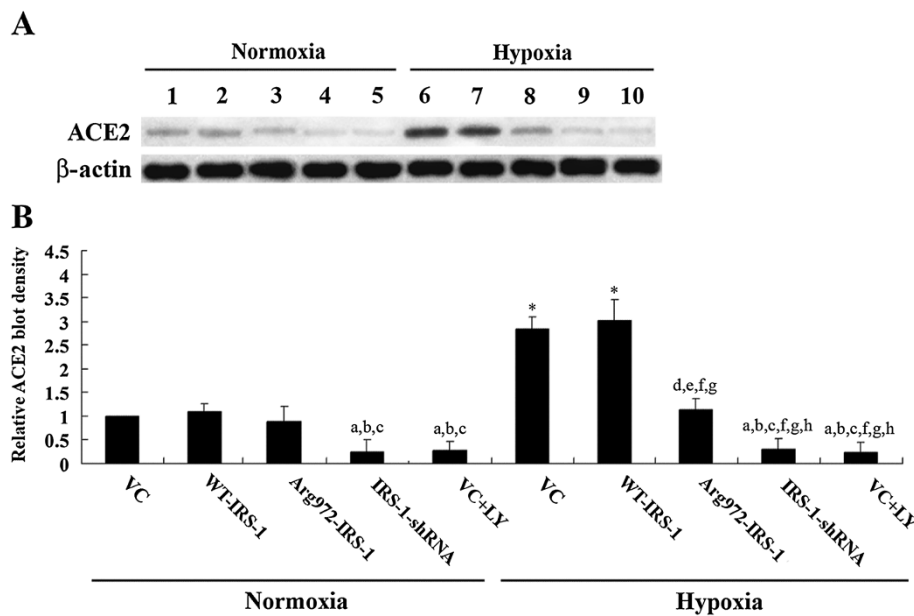 A
Normoxia Hypoxia
1 2 3 4 5 6 7 8 9 10
ACE2
β-actin
B
Relative ACE2 blot density
4.5
4
3.5
3
2.5
2
1.5
1
0.5
0
a,b,c
a,b,c
*
*
d,e,f,g
a,b,c,f,g,h
a,b,c,f,g,h
VC
WT-IRS-1
Arg972-IRS-1
IRS-1-shRNA
VC+LY
VC
WT-IRS-1
Arg972-IRS-1
IRS-1-shRNA
VC+LY
Normoxia Hypoxia